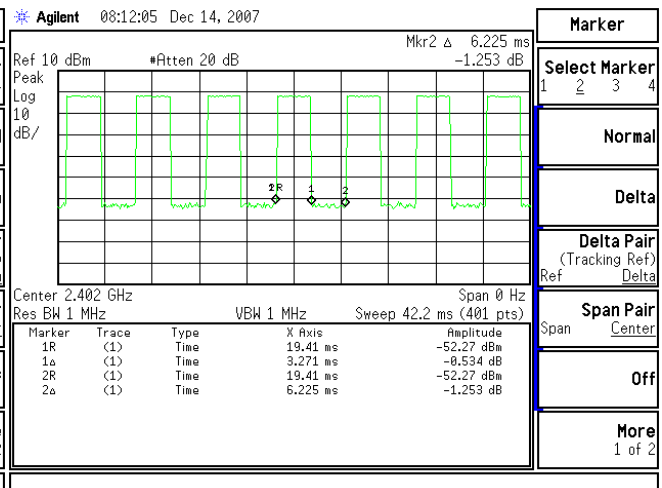 Agilent 08:12:05 Dec 14, 2007
Mkr2 Δ 6.225 ms
Ref 10 dBm #Atten 20 dB -1.253 dB
Peak
Log
10
dB/
2R 1 2
Center 2.402 GHz Span 0 Hz
Res BW 1 MHz VBW 1 MHz Sweep 42.2 ms (401 pts)
Marker Trace Type X Axis Amplitude
1R (1) Time 19.41 ms -52.27 dBm
1Δ (1) Time 3.271 ms -0.534 dB
2R (1) Time 19.41 ms -52.27 dBm
2Δ (1) Time 6.225 ms -1.253 dB
Marker
Select Marker
1 2 3 4
Normal
Delta
Delta Pair
(Tracking Ref)
Ref Delta
Span Pair
Span Center
Off
More
1 of 2